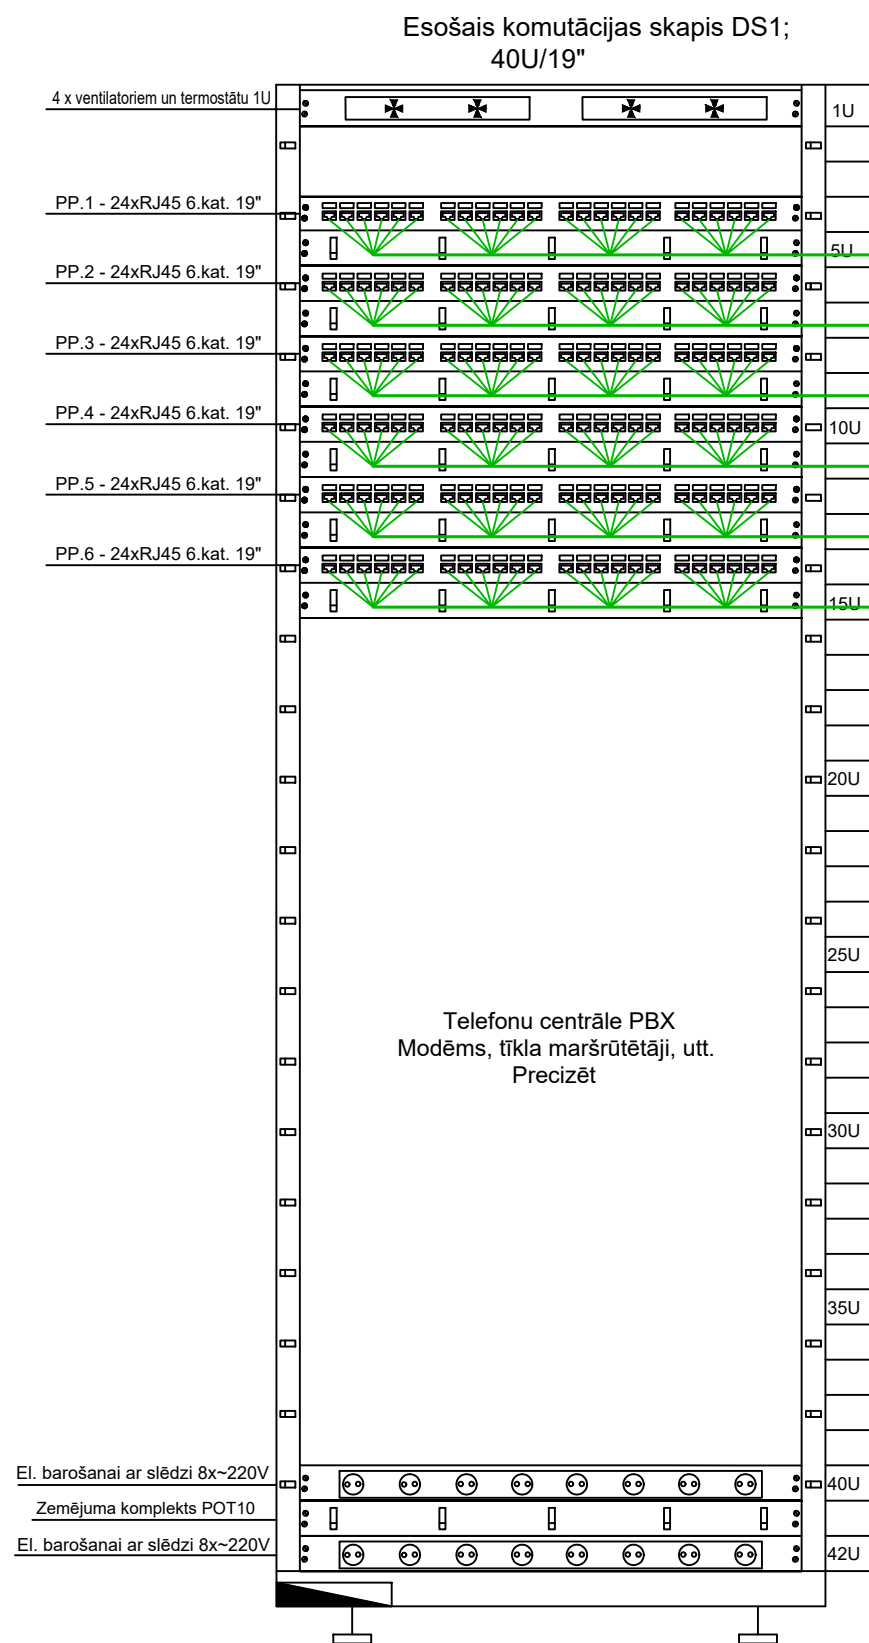 Esošais komutācijas skapis DS1;
40U/19"
4 x ventilatoriem un termostātu 1U
1U
PP.1 - 24xRJ45 6.kat. 19"
5U
PP.2 - 24xRJ45 6.kat. 19"
PP.3 - 24xRJ45 6.kat. 19"
PP.4 - 24xRJ45 6.kat. 19"
10U
PP.5 - 24xRJ45 6.kat. 19"
PP.6 - 24xRJ45 6.kat. 19"
15U
20U
25U
Telefonu centrāle PBX
Modēms, tīkla maršrūtētāji, utt.
Precizēt
30U
35U
El. barošanai ar slēdzi 8x~220V
40U
Zemējuma komplekts POT10
El. barošanai ar slēdzi 8x~220V
42U